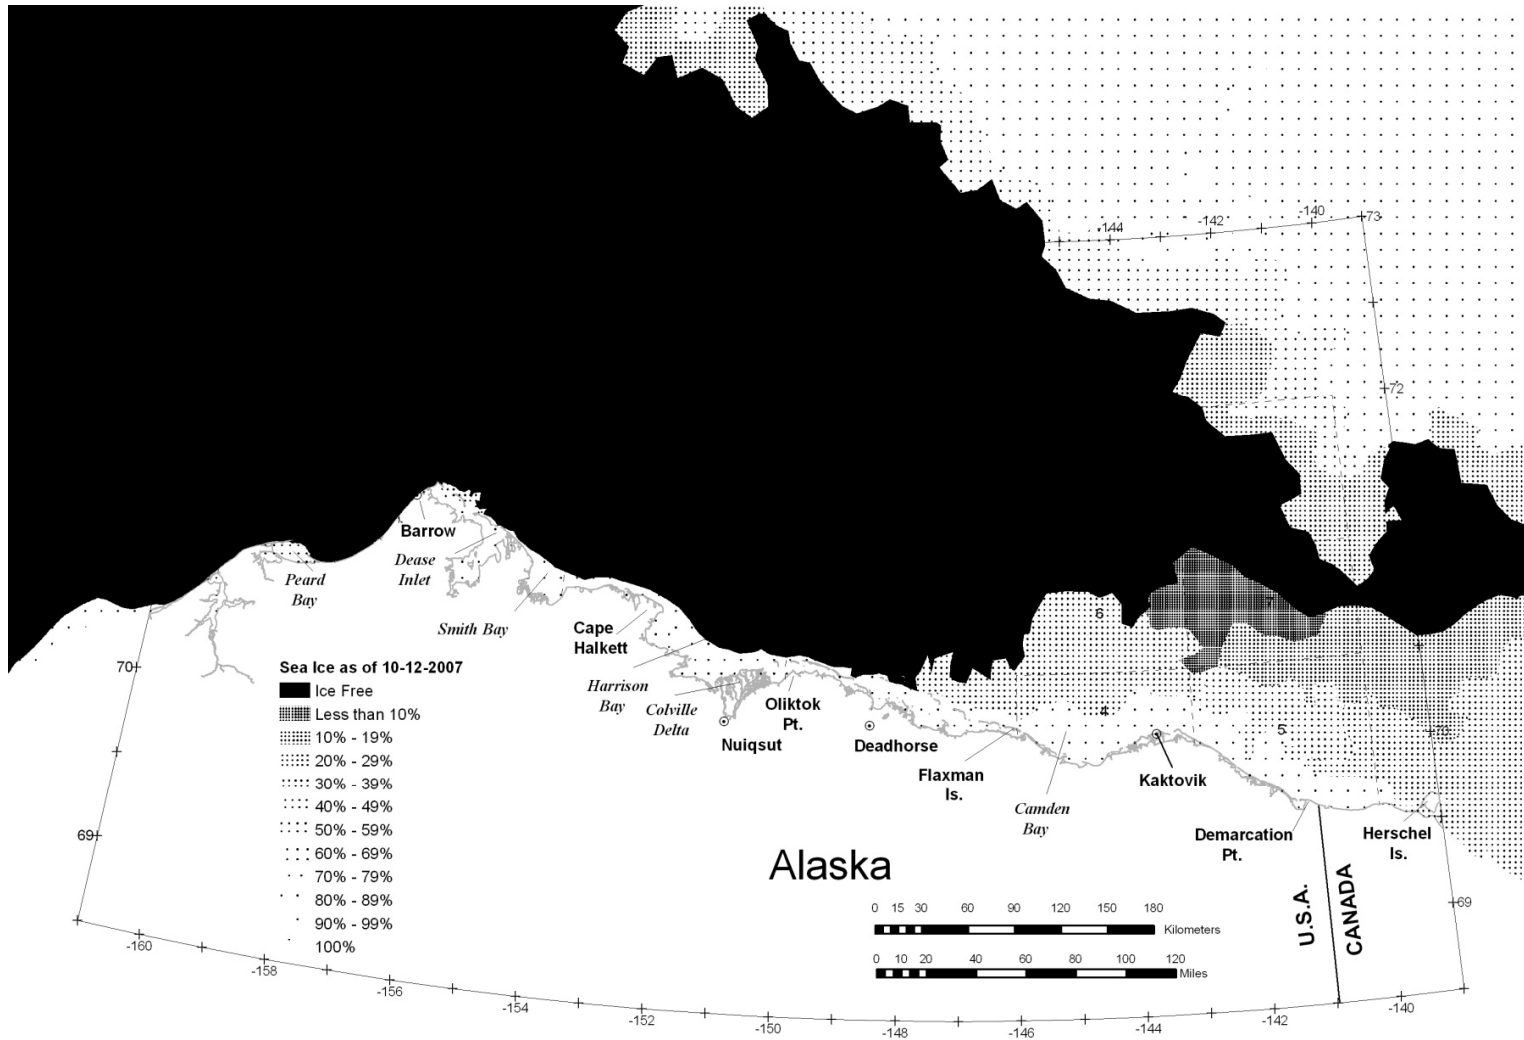 -140
-142
-144
73
72
Barrow
Dease
Inlet
Peard
Bay
Smith Bay
Cape
Halkett
6
7
70
Sea Ice as of 10-12-2007
Ice Free
Less than 10%
10% - 19%
20% - 29%
30% - 39%
40% - 49%
50% - 59%
60% - 69%
70% - 79%
80% - 89%
90% - 99%
100%
Harrison
Bay
Colville
Delta
Oliktok
Pt.
Nuiqsut
Deadhorse
4
5
70
Flaxman
Is.
Camden
Bay
Kaktovik
Demarcation
Pt.
Herschel
Is.
69
Alaska
U.S.A.
CANADA
69
0 15 30 60 90 120 150 180
Kilometers
0 10 20 40 60 80 100 120
Miles
-160
-158
-156
-154
-152
-150
-148
-146
-144
-142
-140